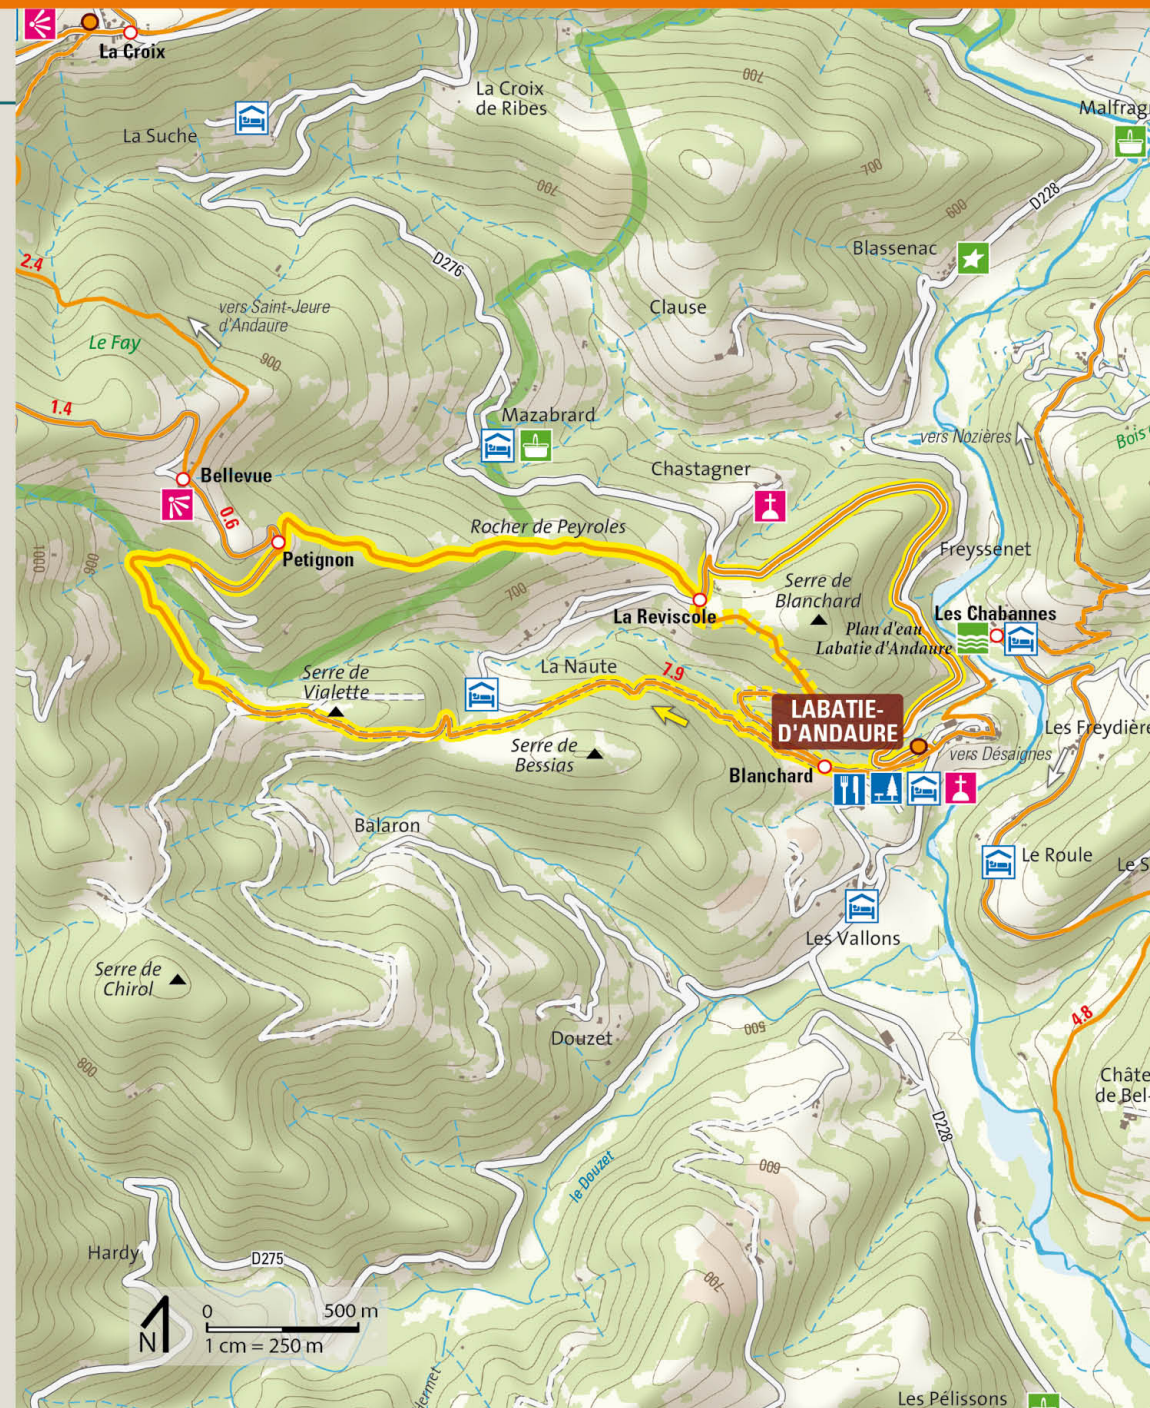 La Croix
La Croix
de Ribes
700
Malfrag
La Suche
700
700
600
D228
Blassenac
D276
2.4
vers Saint-Jeure
d'Andaure
Clause
Le Fay
900
1.4
Mazabrard
vers Nozières
Bois
Bellevue
Chastagner
0.6
Rocher de Peyroles
Petignon
Freyssenet
1000
900
700
Serre de
Blanchard
La Reviscole
Les Chabannes
Plan d'eau
Labatie d'Andaure
La Naute
7.9
Serre de
Vialette
LABATIE-
D'ANDAURE
Les Freydière
Serre de
Bessias
vers Désaignes
Blanchard
Balaron
Le Roule
Le S
Les Vallons
Serre de
Chirol
4.8
500
Douzet
800
Châte
de Bel-
D228
le Douzet
600
Hardy
D275
700
N
0 500 m
1 cm = 250 m
ermet
Les Pélissons